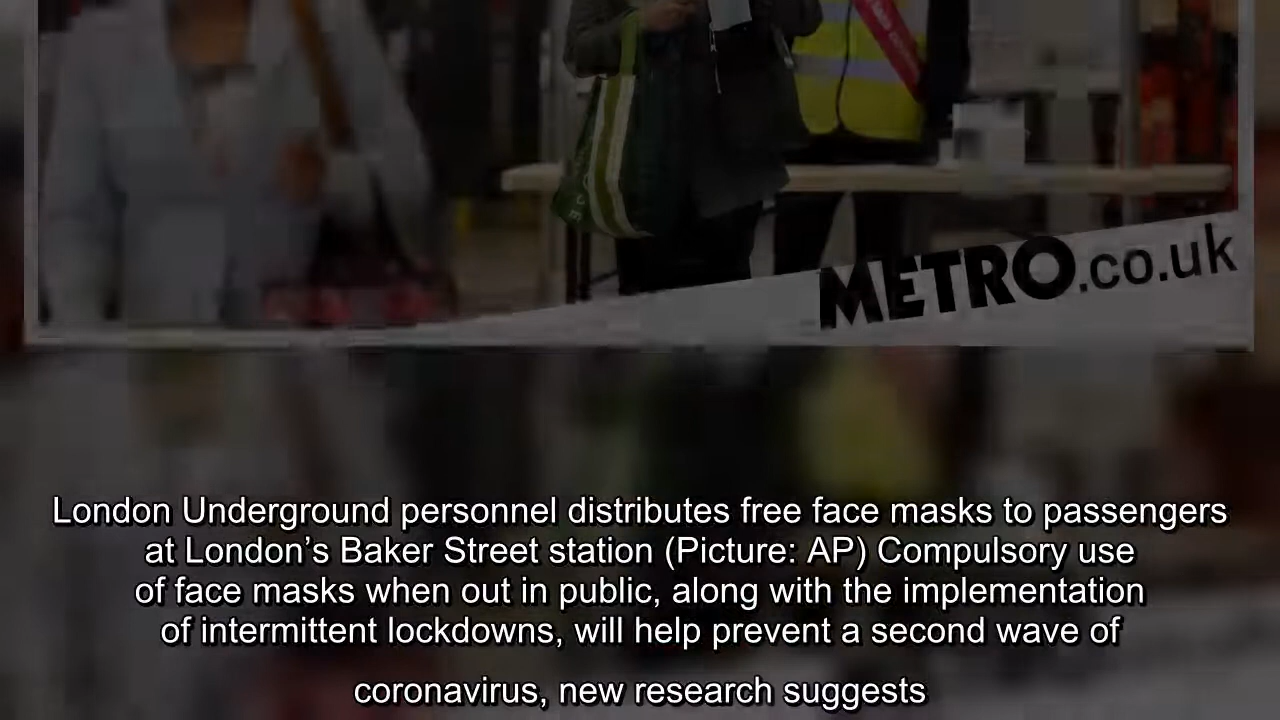 METRO.co.uk
London Underground personnel distributes free face masks to passengers
at London’s Baker Street station (Picture: AP) Compulsory use
of face masks when out in public, along with the implementation
of intermittent lockdowns, will help prevent a second wave of
coronavirus, new research suggests